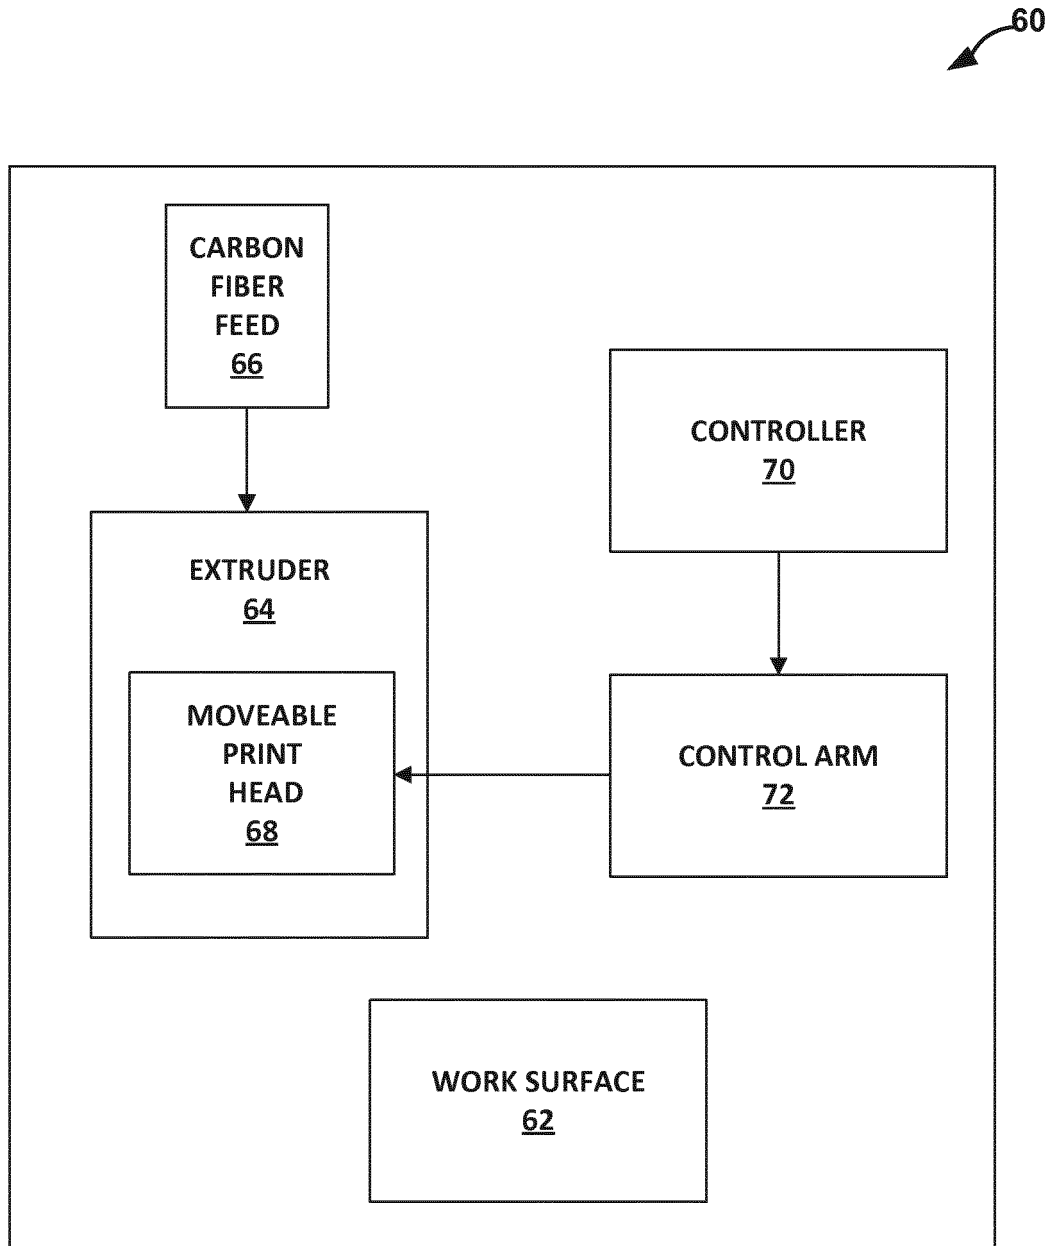 60
CARBON
FIBER
FEED
66
CONTROLLER
70
EXTRUDER
64
MOVEABLE
PRINT
HEAD
68
CONTROL ARM
72
WORK SURFACE
62